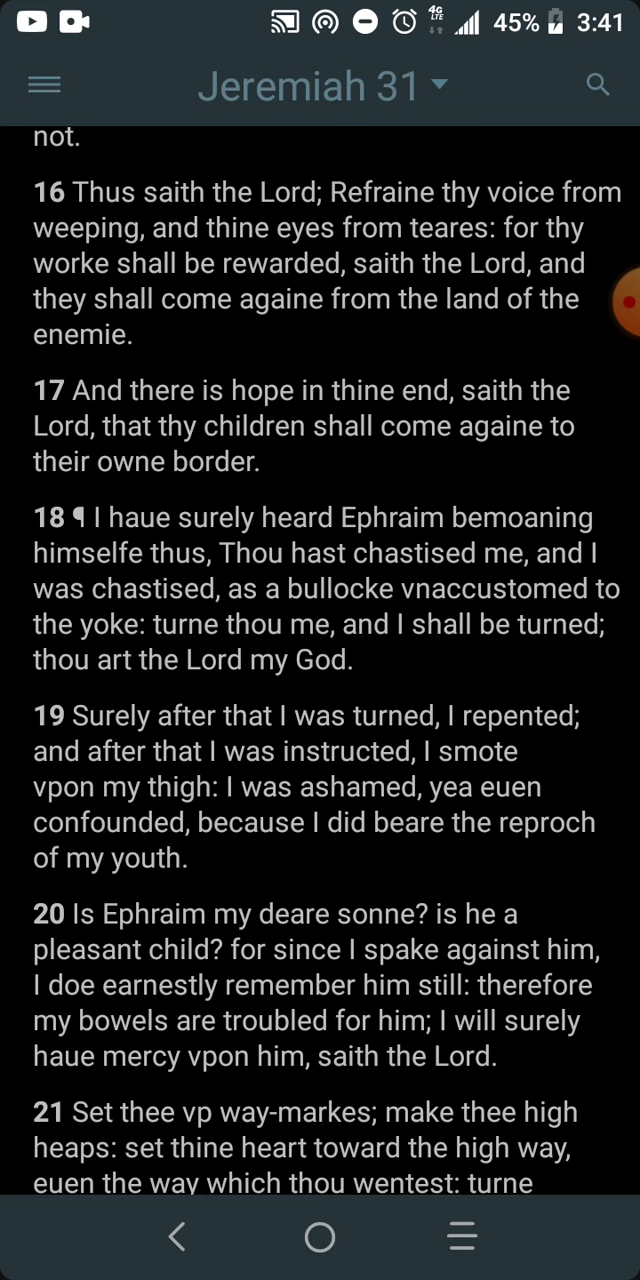 4G
LTE
45%
3:41
Jeremiah 31
not.
16 Thus saith the Lord; Refraine thy voice from
weeping, and thine eyes from teares: for thy
worke shall be rewarded, saith the Lord, and
they shall come againe from the land of the
enemie.
17 And there is hope in thine end, saith the
Lord, that thy children shall come againe to
their owne border.
18 ¶ I haue surely heard Ephraim bemoaning
himselfe thus, Thou hast chastised me, and I
was chastised, as a bullocke vnaccustomed to
the yoke: turne thou me, and I shall be turned;
thou art the Lord my God.
19 Surely after that I was turned, I repented;
and after that I was instructed, I smote
vpon my thigh: I was ashamed, yea euen
confounded, because I did beare the reproch
of my youth.
20 Is Ephraim my deare sonne? is he a
pleasant child? for since I spake against him,
I doe earnestly remember him still: therefore
my bowels are troubled for him; I will surely
haue mercy vpon him, saith the Lord.
21 Set thee vp way-markes; make thee high
heaps: set thine heart toward the high way,
euen the way which thou wentest: turne